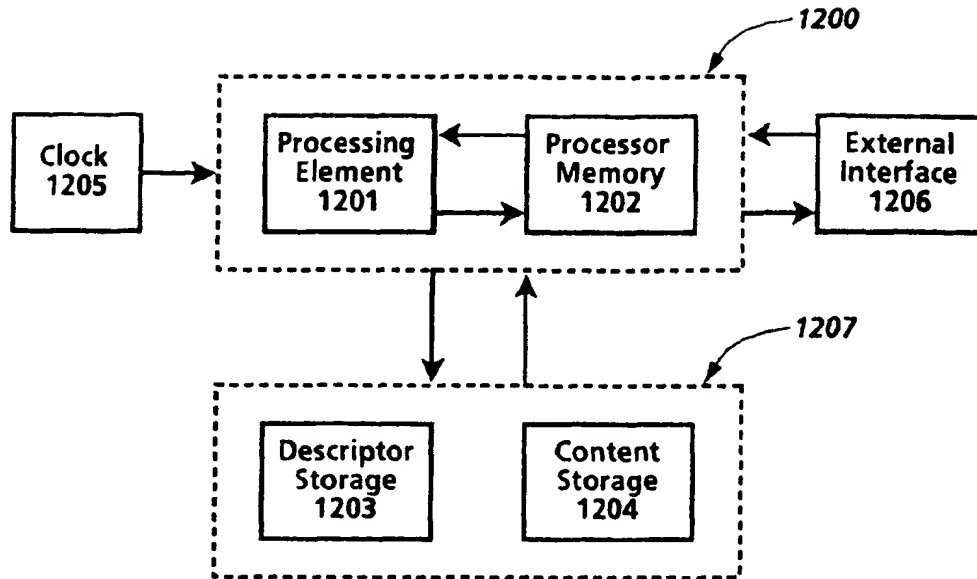 1200
Clock
1205
Processing
Element
1201
Processor
Memory
1202
External
Interface
1206
1207
Descriptor
Storage
1203
Content
Storage
1204